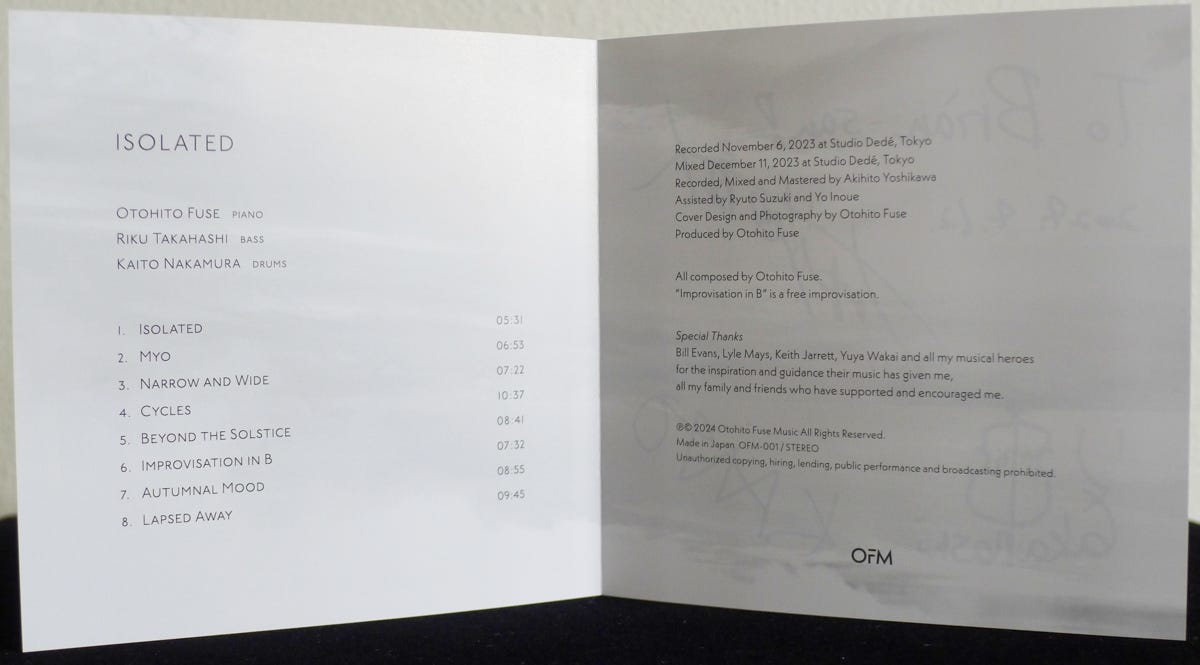 ISOLATED
OTOHITO FUSE PIANO
RIKU TAKAHASHI BASS
KAITO NAKAMURA DRUMS
1. ISOLATED 05:31
2. MYO 06:53
3. NARROW AND WIDE 07:22
4. CYCLES 10:37
5. BEYOND THE SOLSTICE 08:41
6. IMPROVISATION IN B 07:32
7. AUTUMNAL MOOD 08:55
8. LAPSED AWAY 09:45
Recorded November 6, 2023 at Studio Dedé, Tokyo
Mixed December 11, 2023 at Studio Dedé, Tokyo
Recorded, Mixed and Mastered by Akihito Yoshikawa
Assisted by Ryuto Suzuki and Yo Inoue
Cover Design and Photography by Otohito Fuse
Produced by Otohito Fuse
All composed by Otohito Fuse.
"Improvisation in B" is a free improvisation.
Special Thanks
Bill Evans, Lyle Mays, Keith Jarrett, Yuya Wakai and all my musical heroes
for the inspiration and guidance their music has given me,
all my family and friends who have supported and encouraged me.
℗© 2024 Otohito Fuse Music All Rights Reserved.
Made in Japan OFM-001 / STEREO
Unauthorized copying, hiring, lending, public performance and broadcasting prohibited.
OFM
To Brian-san